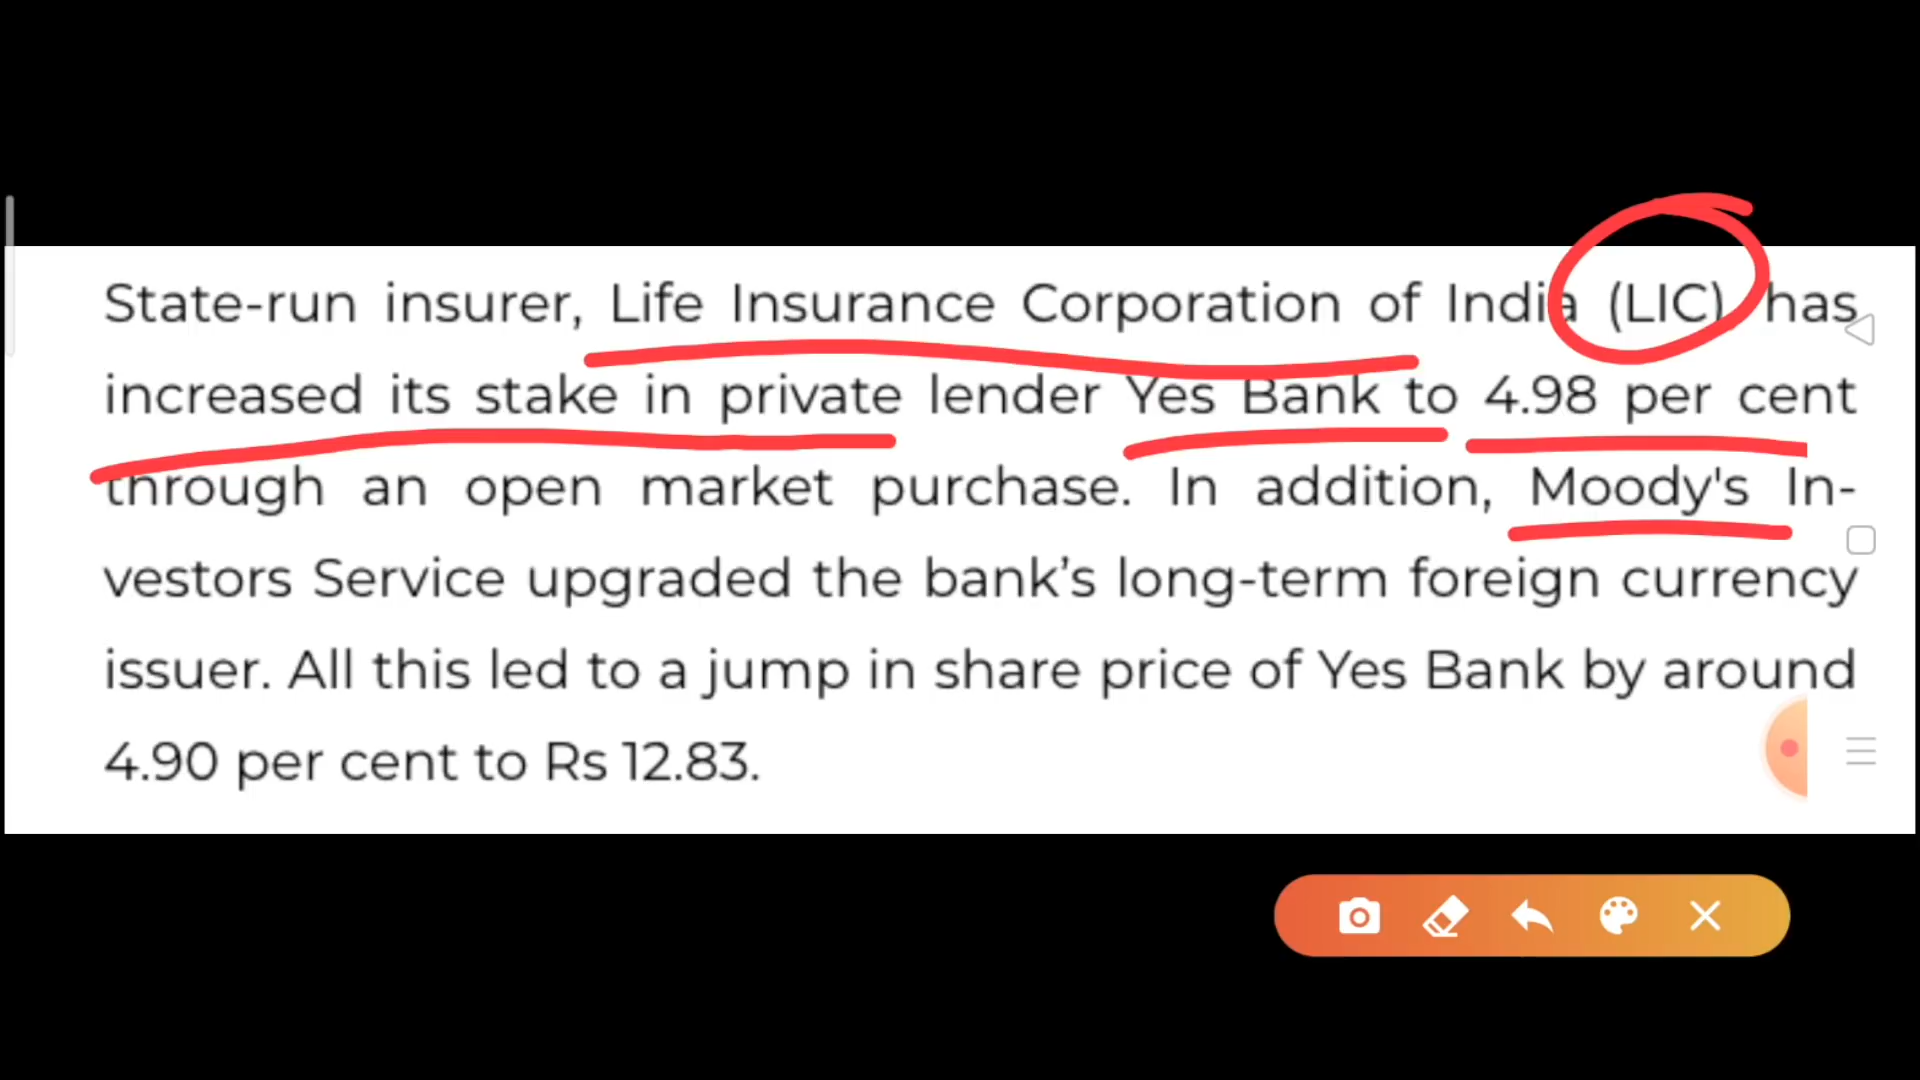 State-run insurer, Life Insurance Corporation of India (LIC) has
increased its stake in private lender Yes Bank to 4.98 per cent
through an open market purchase. In addition, Moody's In-
vestors Service upgraded the bank’s long-term foreign currency
issuer. All this led to a jump in share price of Yes Bank by around
4.90 per cent to Rs 12.83.